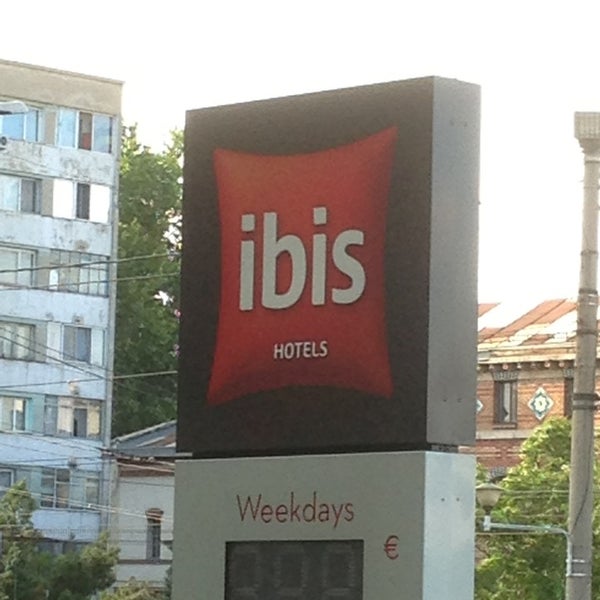 ibis
HOTELS
Weekdays
€